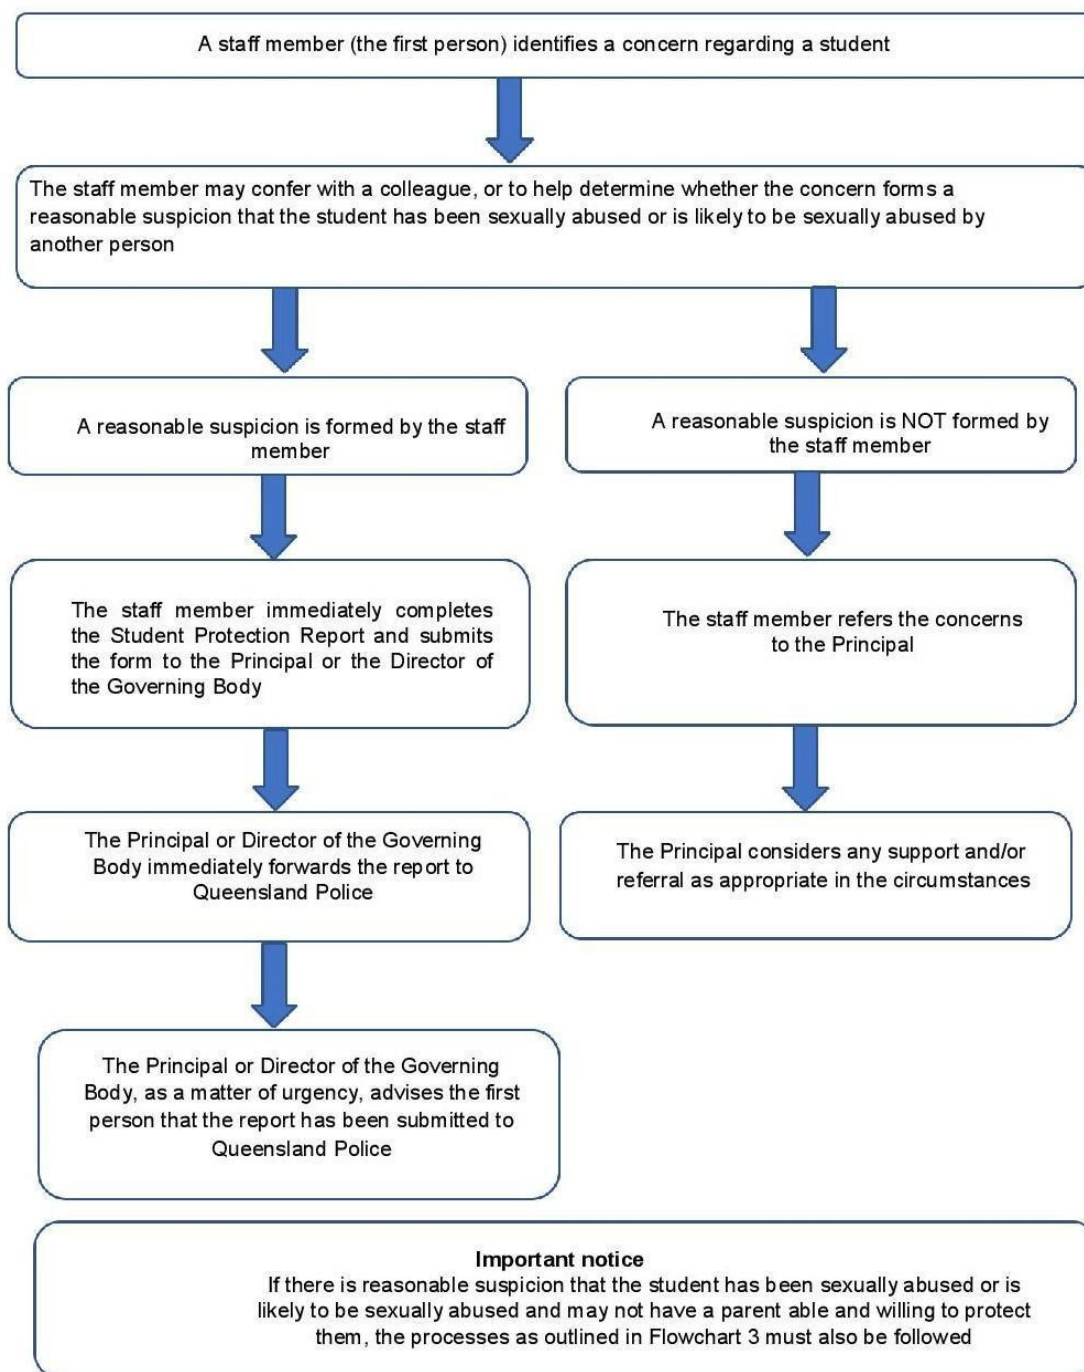 A staff member (the first person) identifies a concern regarding a student
The staff member may confer with a colleague, or to help determine whether the concern forms a
reasonable suspicion that the student has been sexually abused or is likely to be sexually abused by
another person
A reasonable suspicion is formed by the staff
member
A reasonable suspicion is NOT formed by
the staff member
The staff member immediately completes
the Student Protection Report and submits
the form to the Principal or the Director of
the Governing Body
The staff member refers the concerns
to the Principal
The Principal or Director of the Governing
Body immediately forwards the report to
Queensland Police
The Principal considers any support and/or
referral as appropriate in the circumstances
The Principal or Director of the Governing
Body, as a matter of urgency, advises the first
person that the report has been submitted to
Queensland Police
Important notice
If there is reasonable suspicion that the student has been sexually abused or is
likely to be sexually abused and may not have a parent able and willing to protect
them, the processes as outlined in Flowchart 3 must also be followed